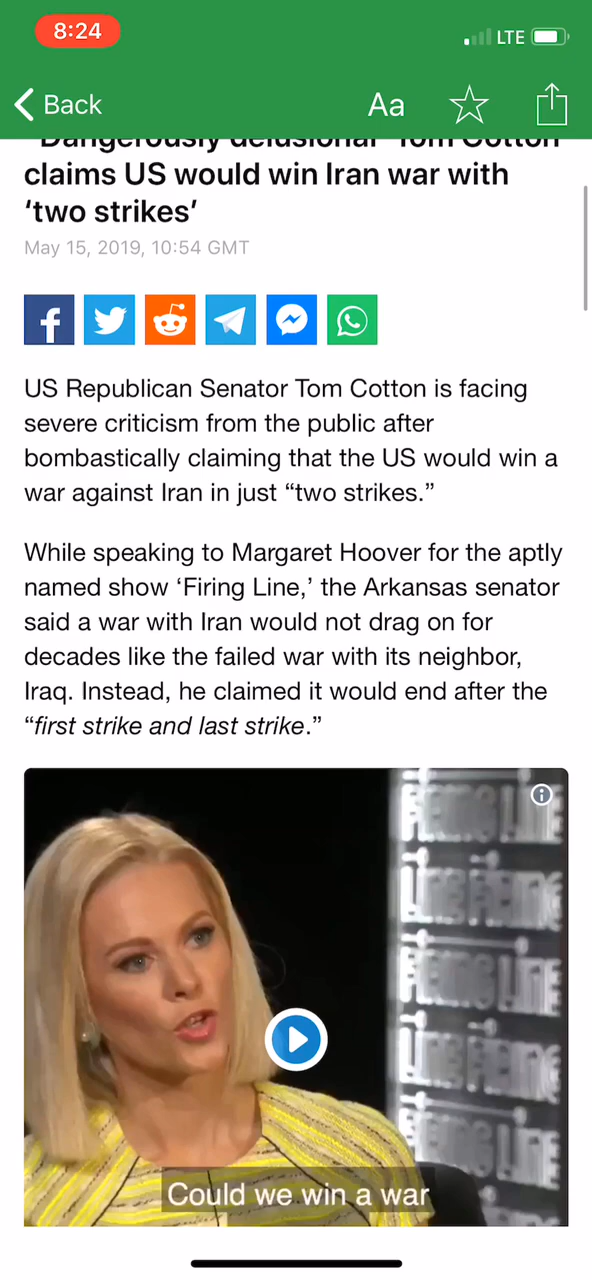 8:24
LTE
Back
Aa
"Dangerously delusional" Tom Cotton
claims US would win Iran war with
‘two strikes’
May 15, 2019, 10:54 GMT
US Republican Senator Tom Cotton is facing
severe criticism from the public after
bombastically claiming that the US would win a
war against Iran in just “two strikes.”
While speaking to Margaret Hoover for the aptly
named show ‘Firing Line,’ the Arkansas senator
said a war with Iran would not drag on for
decades like the failed war with its neighbor,
Iraq. Instead, he claimed it would end after the
“first strike and last strike.”
Could we win a war